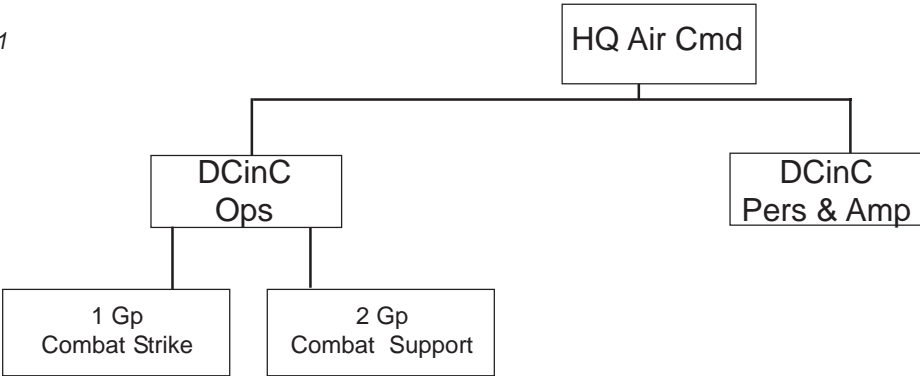 1
HQ Air Cmd
DCinC
Ops
DCinC
Pers & Amp
1 Gp
Combat Strike
2 Gp
Combat Support